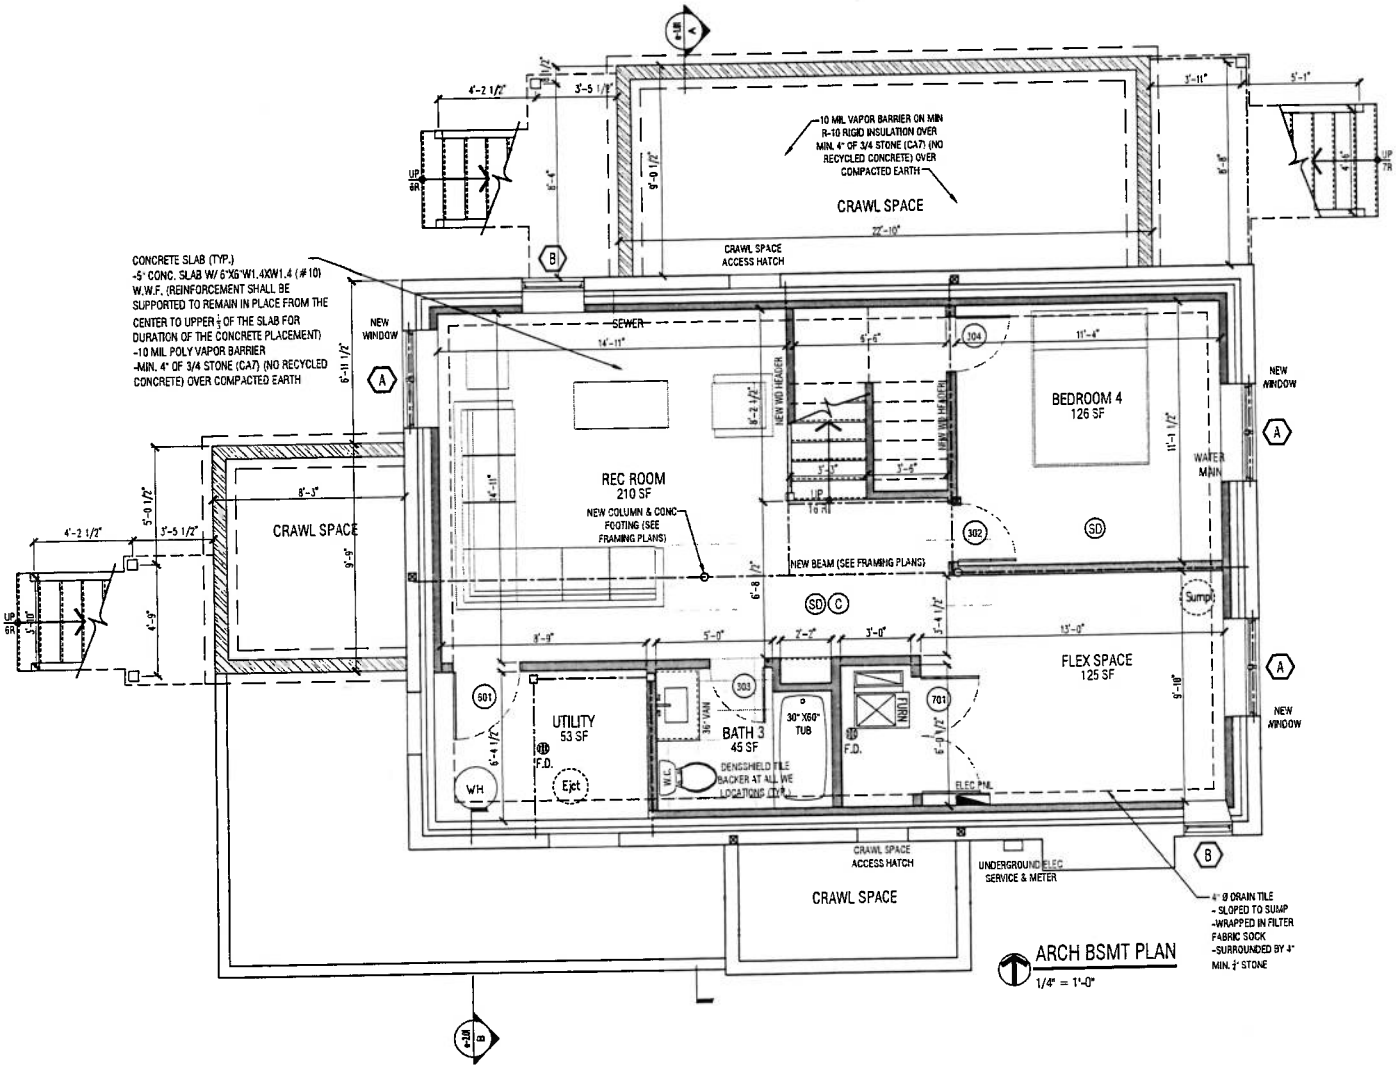 A
1/2"
4'-2 1/2"
3'-5 1/2"
3'-11"
5'-1"
UP
6R
8'-4"
9'-0 1/2"
10 MIL VAPOR BARRIER ON MIN
R-10 RIGID INSULATION OVER
MIN. 4" OF 3/4 STONE (CA7) (NO
RECYCLED CONCRETE) OVER
COMPACTED EARTH
CRAWL SPACE
8'-8"
4'-6"
UP
7R
22'-10"
CRAWL SPACE
ACCESS HATCH
B
CONCRETE SLAB (TYP.)
-5" CONC. SLAB W/ 6"X6"W1.4XW1.4 (#10)
W.W.F. (REINFORCEMENT SHALL BE
SUPPORTED TO REMAIN IN PLACE FROM THE
CENTER TO UPPER 1/3 OF THE SLAB FOR
DURATION OF THE CONCRETE PLACEMENT)
-10 MIL POLY VAPOR BARRIER
-MIN. 4" OF 3/4 STONE (CA7) (NO RECYCLED
CONCRETE) OVER COMPACTED EARTH
NEW
WINDOW
6'-11 1/2"
A
SEWER
14'-11"
6'-6"
304
11'-4"
NEW WD HEADER
8'-2 1/2"
NEW WD HEADER
BEDROOM 4
126 SF
11'-1 1/2"
NEW
WINDOW
A
WATER
MAIN
REC ROOM
210 SF
14'-11"
3'-3"
3'-6"
UP
16 R
NEW COLUMN & CONC
FOOTING (SEE
FRAMING PLANS)
302
SD
NEW BEAM (SEE FRAMING PLANS)
8'-3"
CRAWL SPACE
5'-0 1/2"
4'-2 1/2"
3'-5 1/2"
9'-9"
UP
6R
3'-10"
4'-9"
6'-8 1/2"
SD
C
3'-4 1/2"
Sump
8'-9"
5'-0"
2'-2"
3'-0"
13'-0"
FLEX SPACE
125 SF
9'-10"
A
NEW
WINDOW
601
UTILITY
53 SF
F.D.
6'-4 1/2"
WH
Ejct
36" VAN
303
BATH 3
45 SF
W.C.
DENSSHIELD TILE
BACKER AT ALL WE
LOCATIONS (TYP.)
30"X60"
TUB
FURN
F.D.
701
6'-0 1/2"
ELEC PNL
CRAWL SPACE
ACCESS HATCH
UNDERGROUND ELEC
SERVICE & METER
B
CRAWL SPACE
4" Ø DRAIN TILE
- SLOPED TO SUMP
-WRAPPED IN FILTER
FABRIC SOCK
-SURROUNDED BY 4"
MIN. STONE
ARCH BSMT PLAN
1/4" = 1'-0"
B